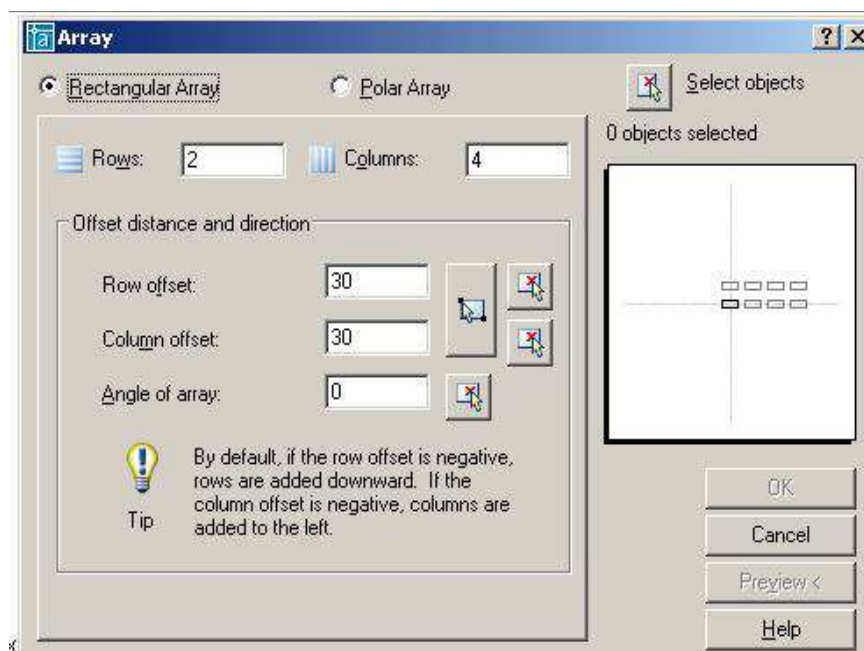 Array
Rectangular Array
Polar Array
Select objects
0 objects selected
Rows: 2
Columns: 4
Offset distance and direction
Row offset: 30
Column offset: 30
Angle of array: 0
Tip
By default, if the row offset is negative,
rows are added downward. If the
column offset is negative, columns are
added to the left.
OK
Cancel
Preview <
Help